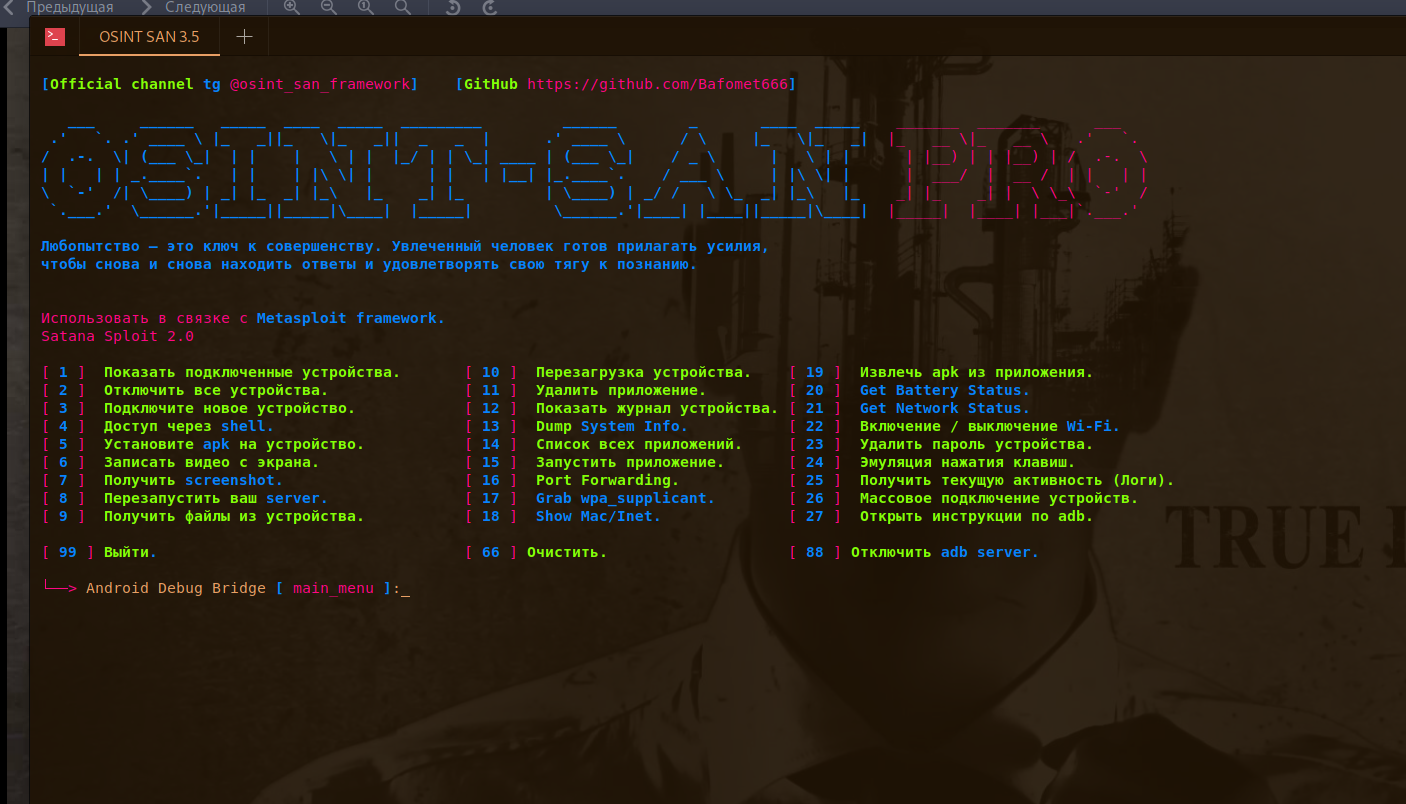 Предыдущая Следующая
OSINT SAN 3.5
[Official channel tg @osint_san_framework] [GitHub https://github.com/Bafomet666]
OSINT-SAN PRO
Любопытство — это ключ к совершенству. Увлеченный человек готов прилагать усилия,
чтобы снова и снова находить ответы и удовлетворять свою тягу к познанию.
Использовать в связке с Metasploit framework.
Satana Sploit 2.0
[ 1 ] Показать подключенные устройства. [ 10 ] Перезагрузка устройства. [ 19 ] Извлечь apk из приложения.
[ 2 ] Отключить все устройства. [ 11 ] Удалить приложение. [ 20 ] Get Battery Status.
[ 3 ] Подключите новое устройство. [ 12 ] Показать журнал устройства. [ 21 ] Get Network Status.
[ 4 ] Доступ через shell. [ 13 ] Dump System Info. [ 22 ] Включение / выключение Wi-Fi.
[ 5 ] Установите apk на устройство. [ 14 ] Список всех приложений. [ 23 ] Удалить пароль устройства.
[ 6 ] Записать видео с экрана. [ 15 ] Запустить приложение. [ 24 ] Эмуляция нажатия клавиш.
[ 7 ] Получить screenshot. [ 16 ] Port Forwarding. [ 25 ] Получить текущую активность (Логи).
[ 8 ] Перезапустить ваш server. [ 17 ] Grab wpa_supplicant. [ 26 ] Массовое подключение устройств.
[ 9 ] Получить файлы из устройства. [ 18 ] Show Mac/Inet. [ 27 ] Открыть инструкции по adb.
TRUE
[ 99 ] Выйти. [ 66 ] Очистить. [ 88 ] Отключить adb server.
└──> Android Debug Bridge [ main_menu ]:_